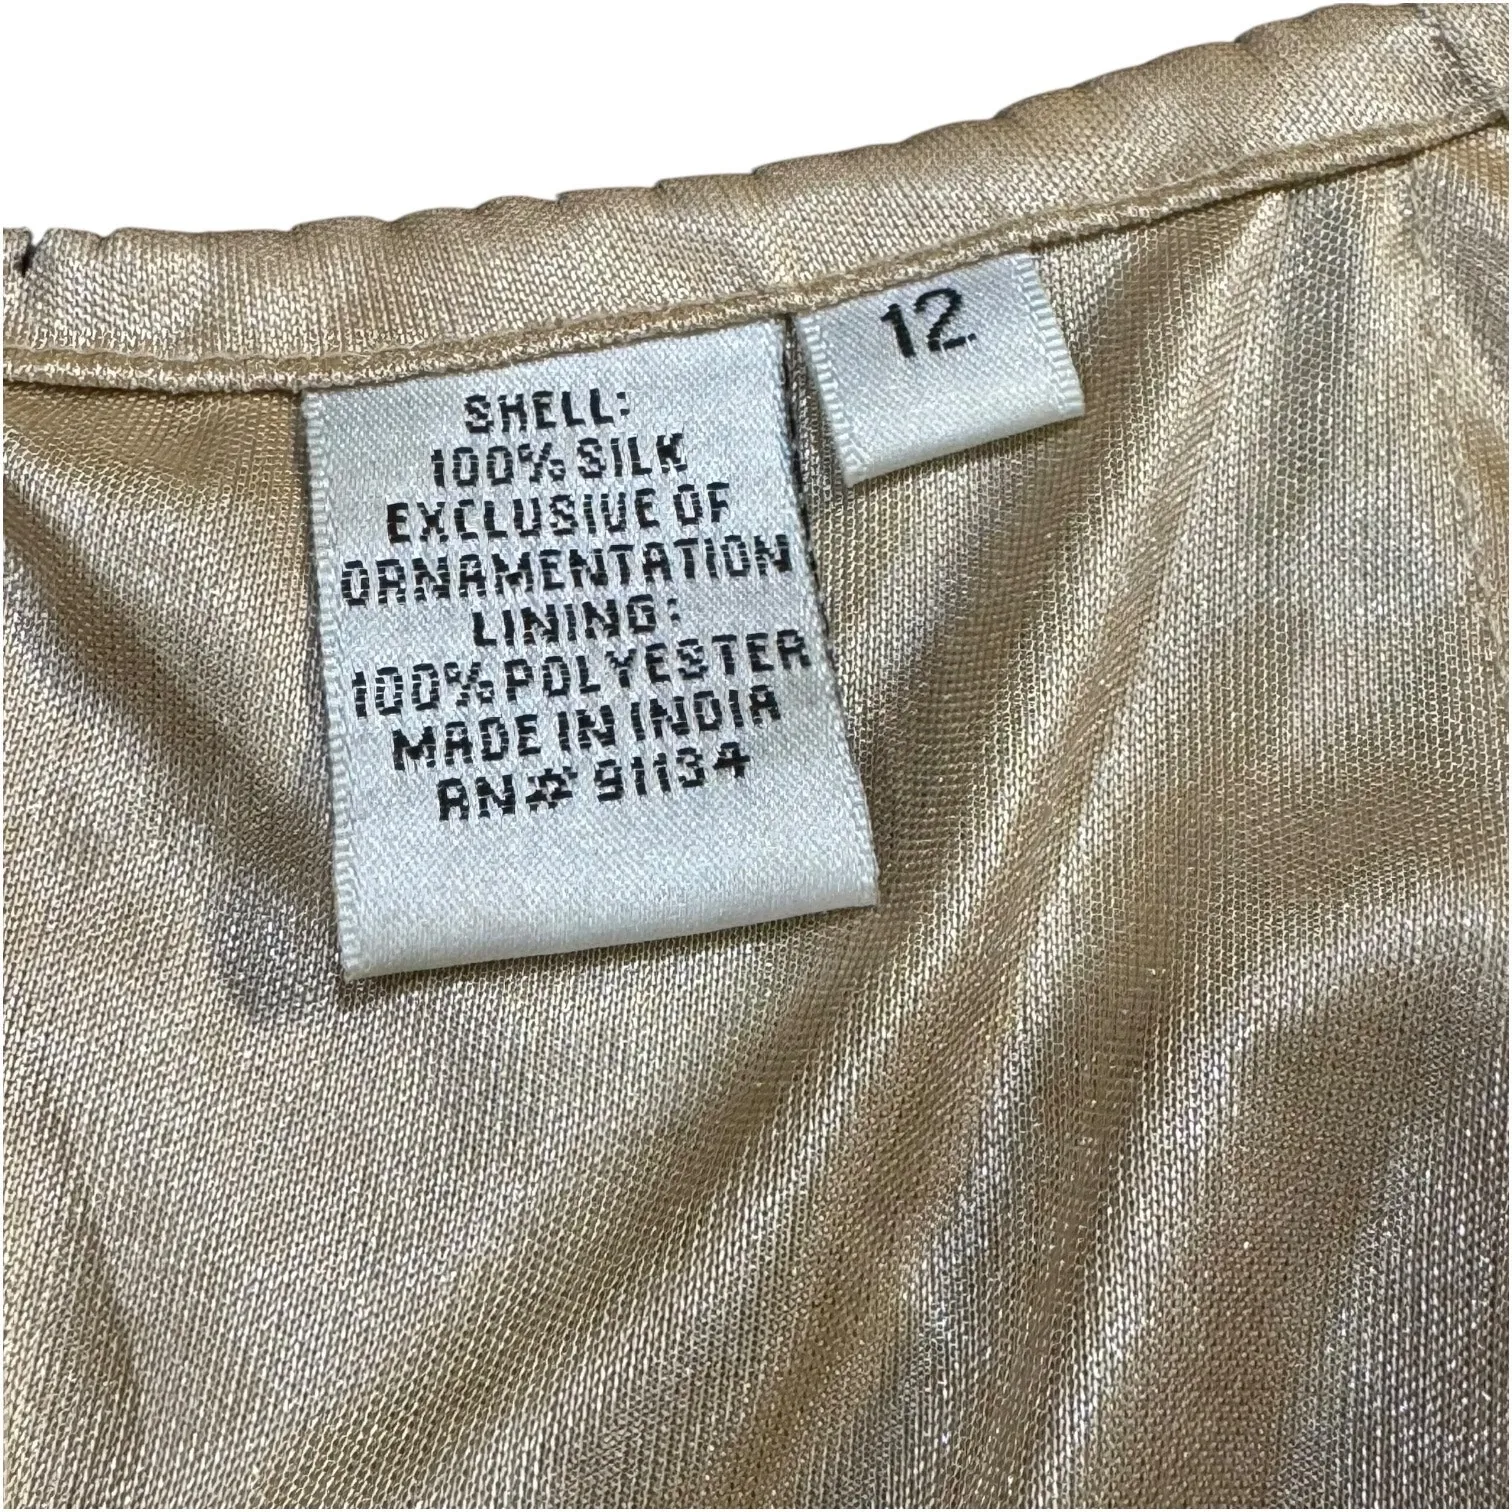 SHELL:
100% SILK
EXCLUSIVE OF
ORNAMENTATION
LINING:
100% POLYESTER
MADE IN INDIA
RN# 91134
12